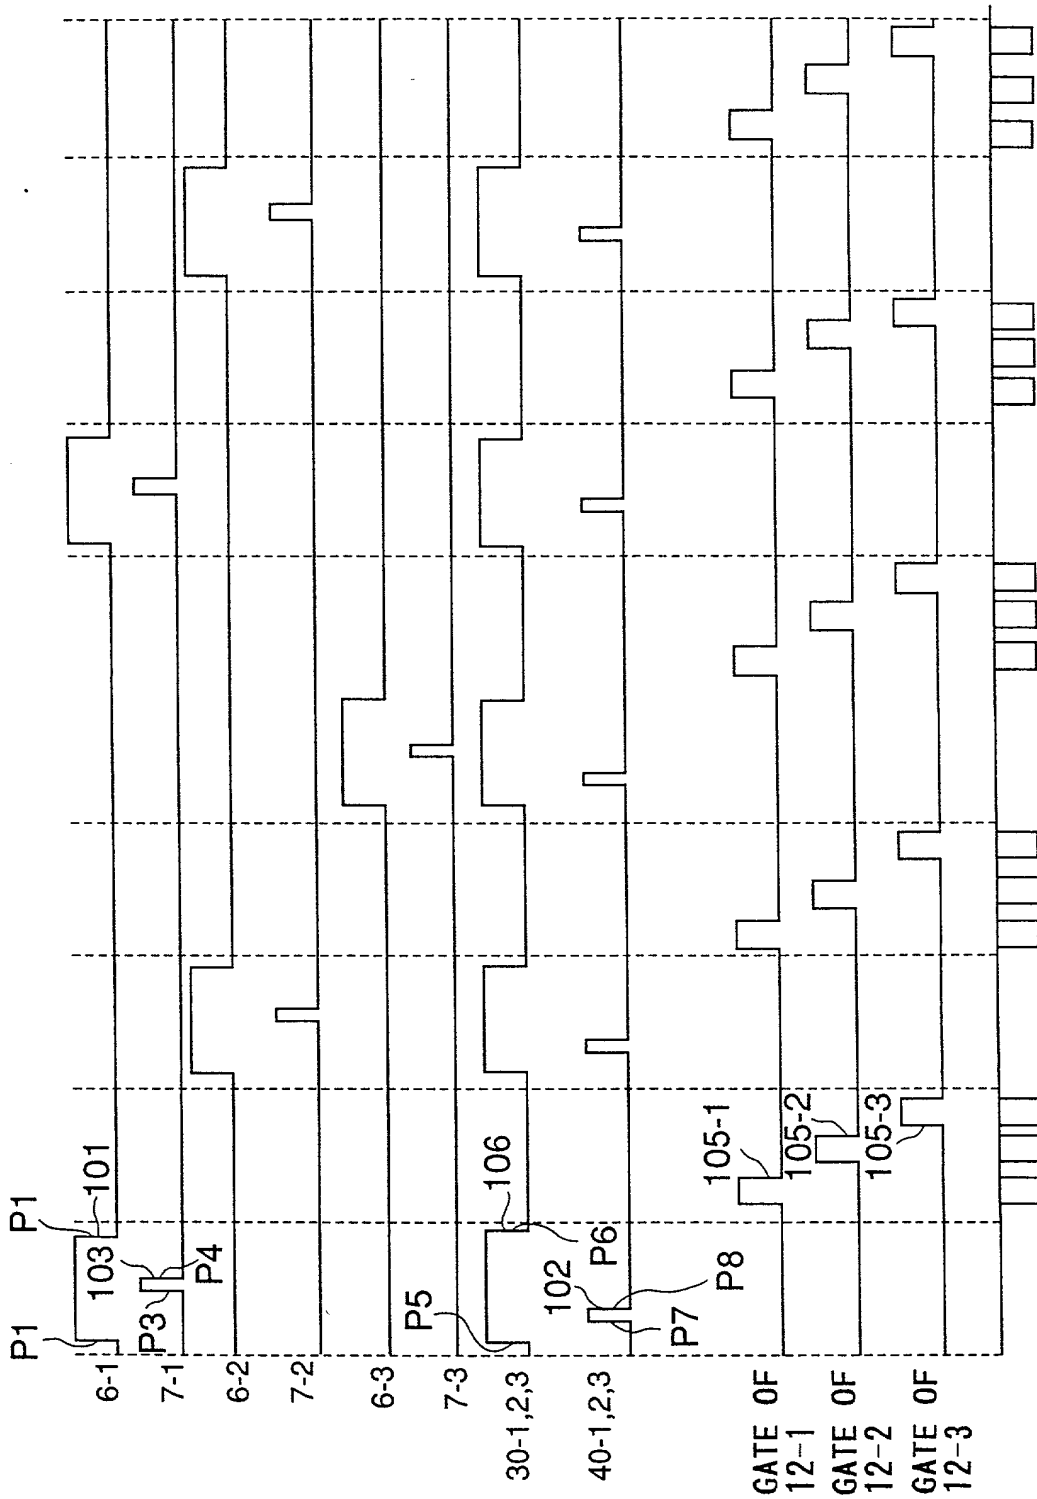 P1
P1
101
6-1
103
P3
P4
7-1
6-2
7-2
6-3
7-3
P5
106
P6
30-1,2,3
102
P7
P8
40-1,2,3
105-1
GATE OF
12-1
105-2
GATE OF
12-2
105-3
GATE OF
12-3